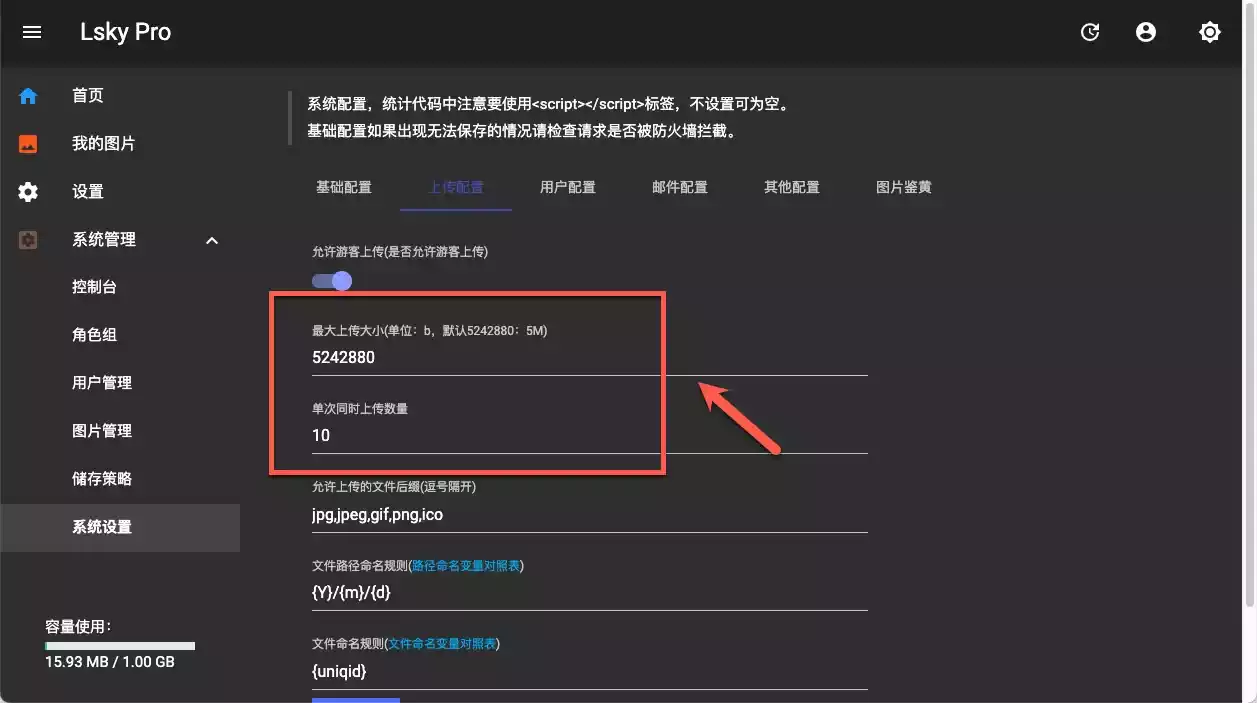 Lsky Pro
首页
我的图片
设置
系统管理
控制台
角色组
用户管理
图片管理
储存策略
系统设置
容量使用：
15.93 MB / 1.00 GB
系统配置，统计代码中注意要使用<script></script>标签，不设置可为空。
基础配置如果出现无法保存的情况请检查请求是否被防火墙拦截。
基础配置 上传配置 用户配置 邮件配置 其他配置 图片鉴黄
允许游客上传(是否允许游客上传)
最大上传大小(单位：b，默认5242880：5M)
5242880
单次同时上传数量
10
允许上传的文件后缀(逗号隔开)
jpg,jpeg,gif,png,ico
文件路径命名规则(路径命名变量对照表)
{Y}/{m}/{d}
文件命名规则(文件命名变量对照表)
{uniqid}